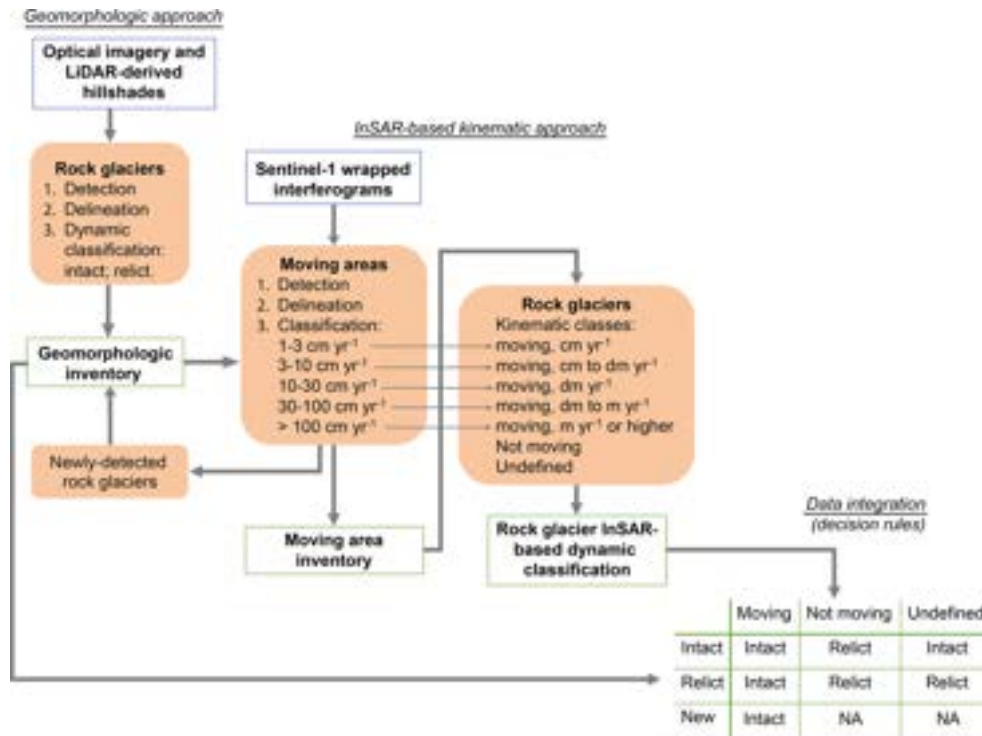 Geomorphologic approach
Optical imagery and
LiDAR-derived
hillshades
Rock glaciers
1. Detection
2. Delineation
3. Dynamic
classification:
intact; relict.
Geomorphologic
inventory
Newly-detected
rock glaciers
InSAR-based kinematic approach
Sentinel-1 wrapped
interferograms
Moving areas
1. Detection
2. Delineation
3. Classification:
1-3 cm yr⁻¹
3-10 cm yr⁻¹
10-30 cm yr⁻¹
30-100 cm yr⁻¹
> 100 cm yr⁻¹
Moving area
inventory
Rock glaciers
Kinematic classes:
moving, cm yr⁻¹
moving, cm to dm yr⁻¹
moving, dm yr⁻¹
moving, dm to m yr⁻¹
moving, m yr⁻¹ or higher
Not moving
Undefined
Rock glacier InSAR-
based dynamic
classification
Data integration
(decision rules)
Moving Not moving Undefined
Intact Intact Relict Intact
Relict Intact Relict Relict
New Intact NA NA